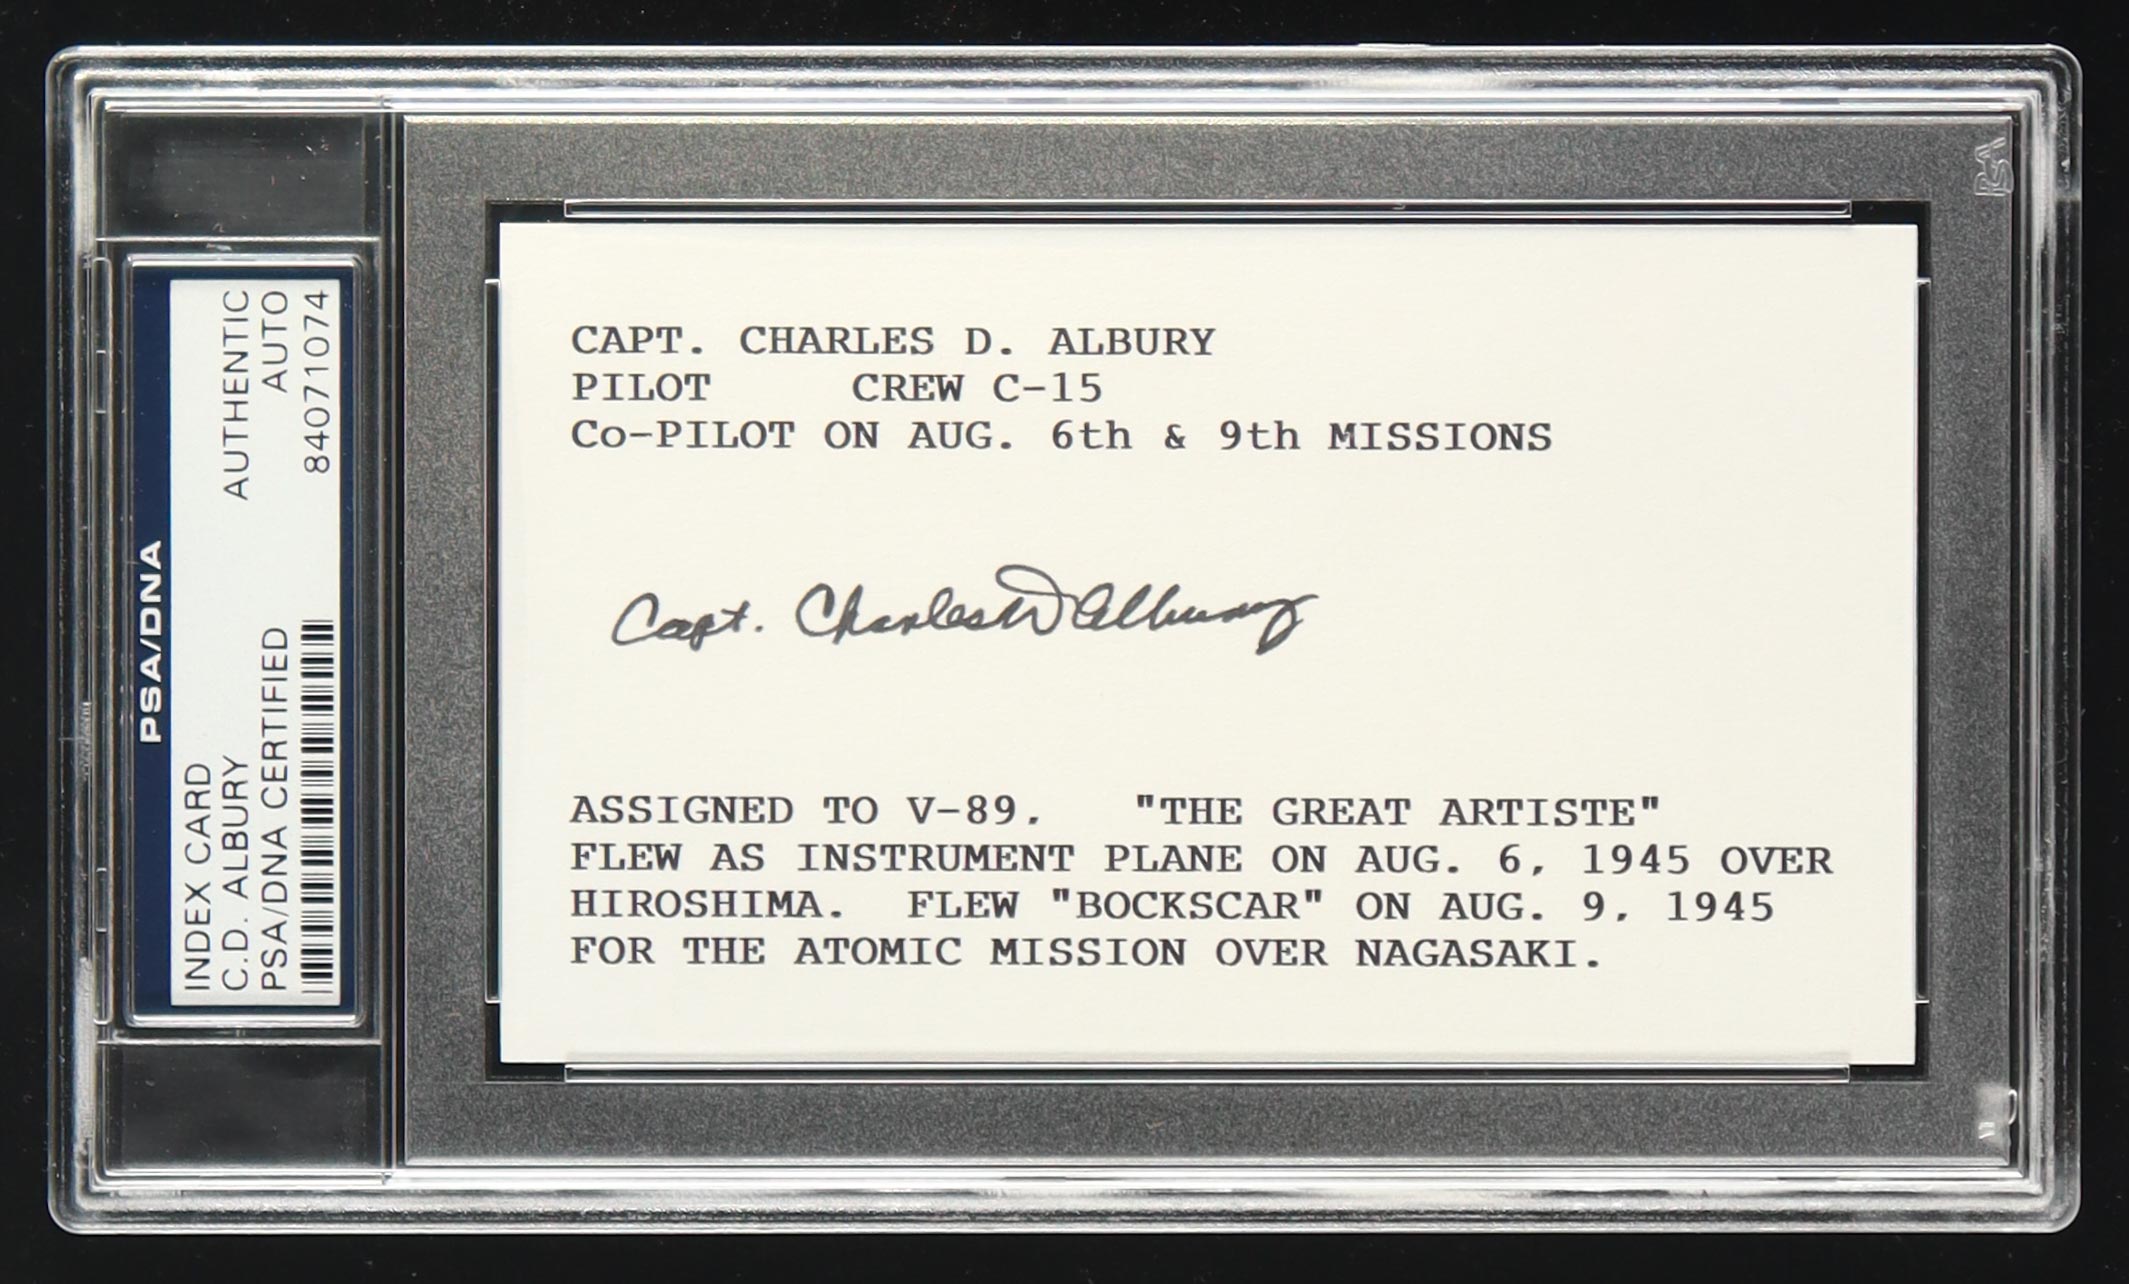 PSA/DNA
INDEX CARD AUTHENTIC
C.D. ALBURY AUTO
PSA/DNA CERTIFIED 84071074
PSA
CAPT. CHARLES D. ALBURY
PILOT CREW C-15
Co-PILOT ON AUG. 6th & 9th MISSIONS
Capt. Charles D Albury
ASSIGNED TO V-89. "THE GREAT ARTISTE"
FLEW AS INSTRUMENT PLANE ON AUG. 6, 1945 OVER
HIROSHIMA. FLEW "BOCKSCAR" ON AUG. 9, 1945
FOR THE ATOMIC MISSION OVER NAGASAKI.